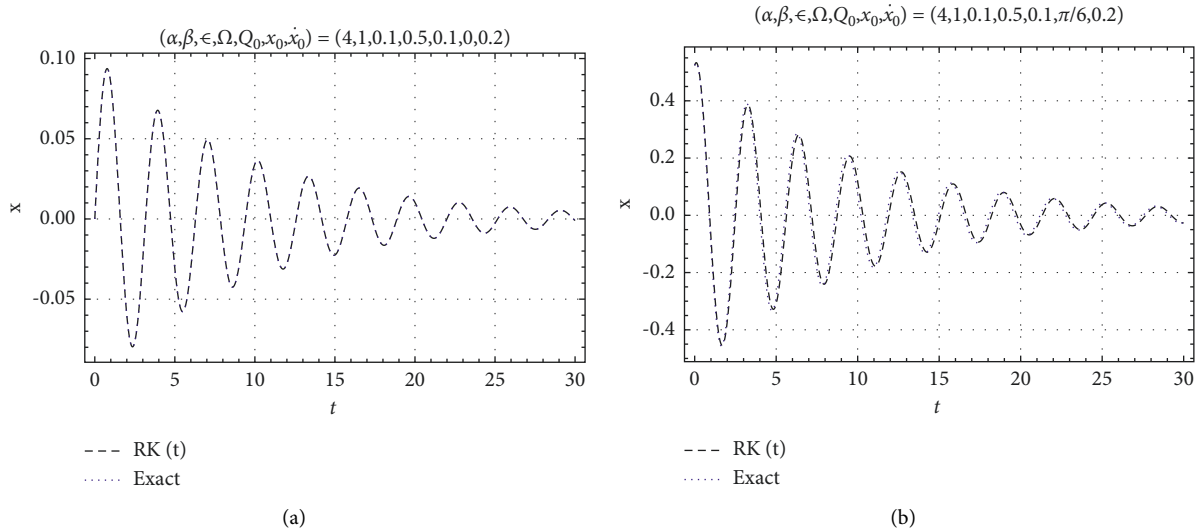 (α,β,ϵ,Ω,Q₀,x₀,ẋ₀) = (4,1,0.1,0.5,0.1,0,0.2)
0.10
0.05
0.00
-0.05
x
0 5 10 15 20 25 30
t
RK (t)
Exact
(a)
(α,β,ϵ,Ω,Q₀,x₀,ẋ₀) = (4,1,0.1,0.5,0.1,π/6,0.2)
0.4
0.2
0.0
-0.2
-0.4
x
0 5 10 15 20 25 30
t
RK (t)
Exact
(b)